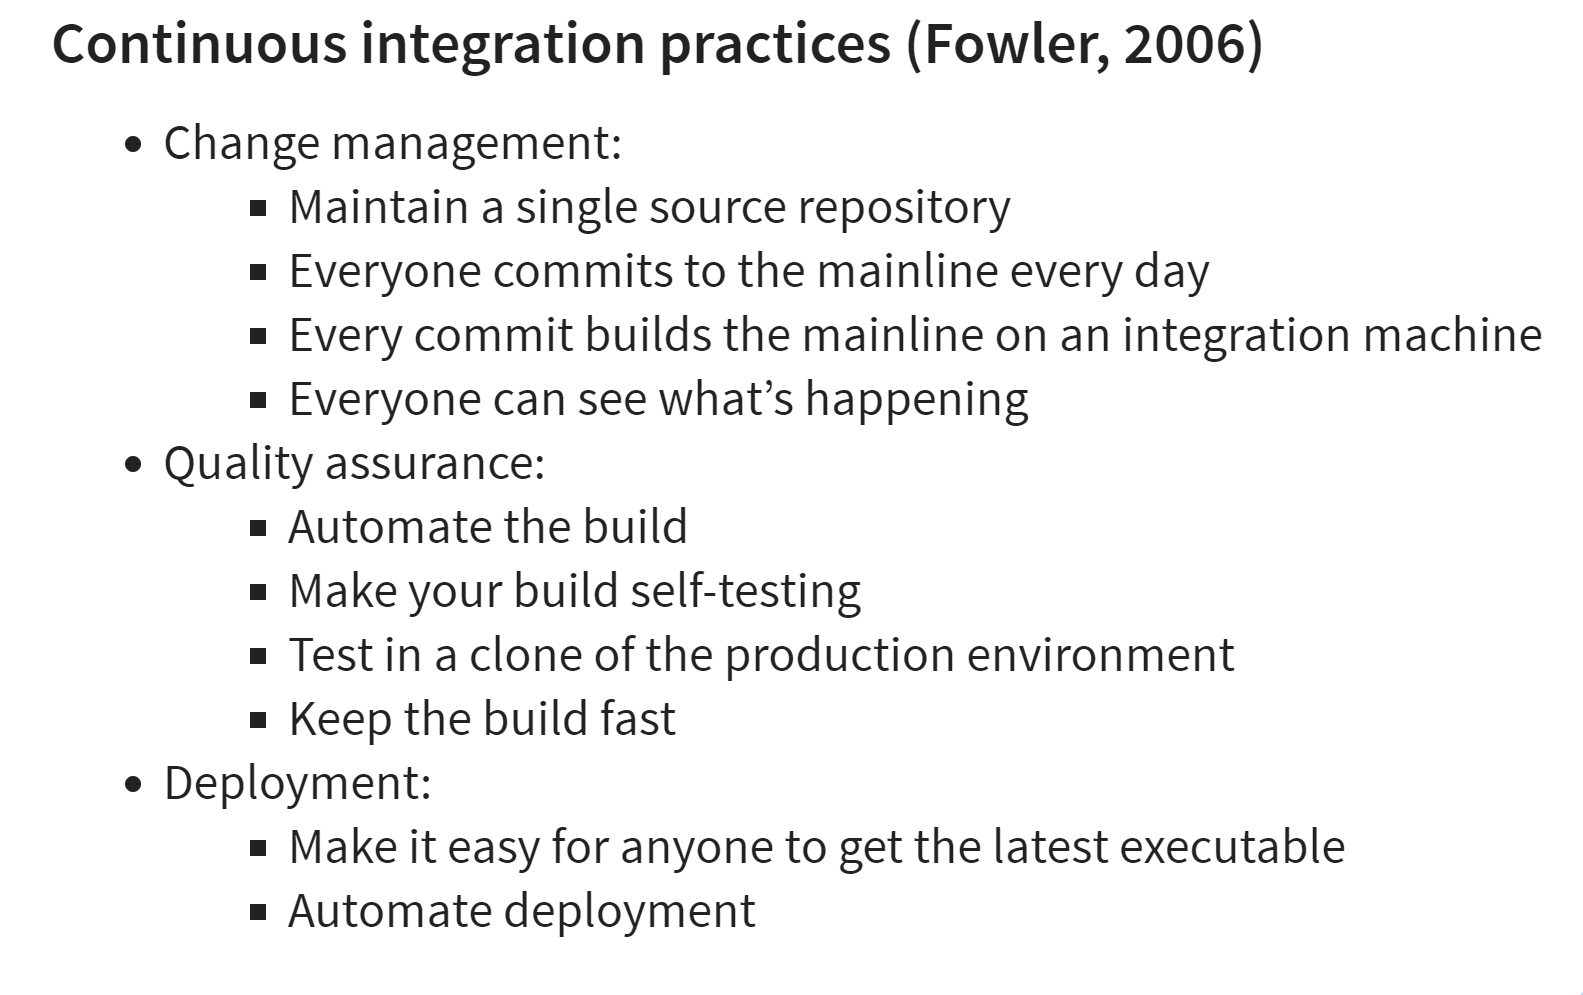 Continuous integration practices (Fowler, 2006)
• Change management:
▪ Maintain a single source repository
▪ Everyone commits to the mainline every day
▪ Every commit builds the mainline on an integration machine
▪ Everyone can see what’s happening
• Quality assurance:
▪ Automate the build
▪ Make your build self-testing
▪ Test in a clone of the production environment
▪ Keep the build fast
• Deployment:
▪ Make it easy for anyone to get the latest executable
▪ Automate deployment